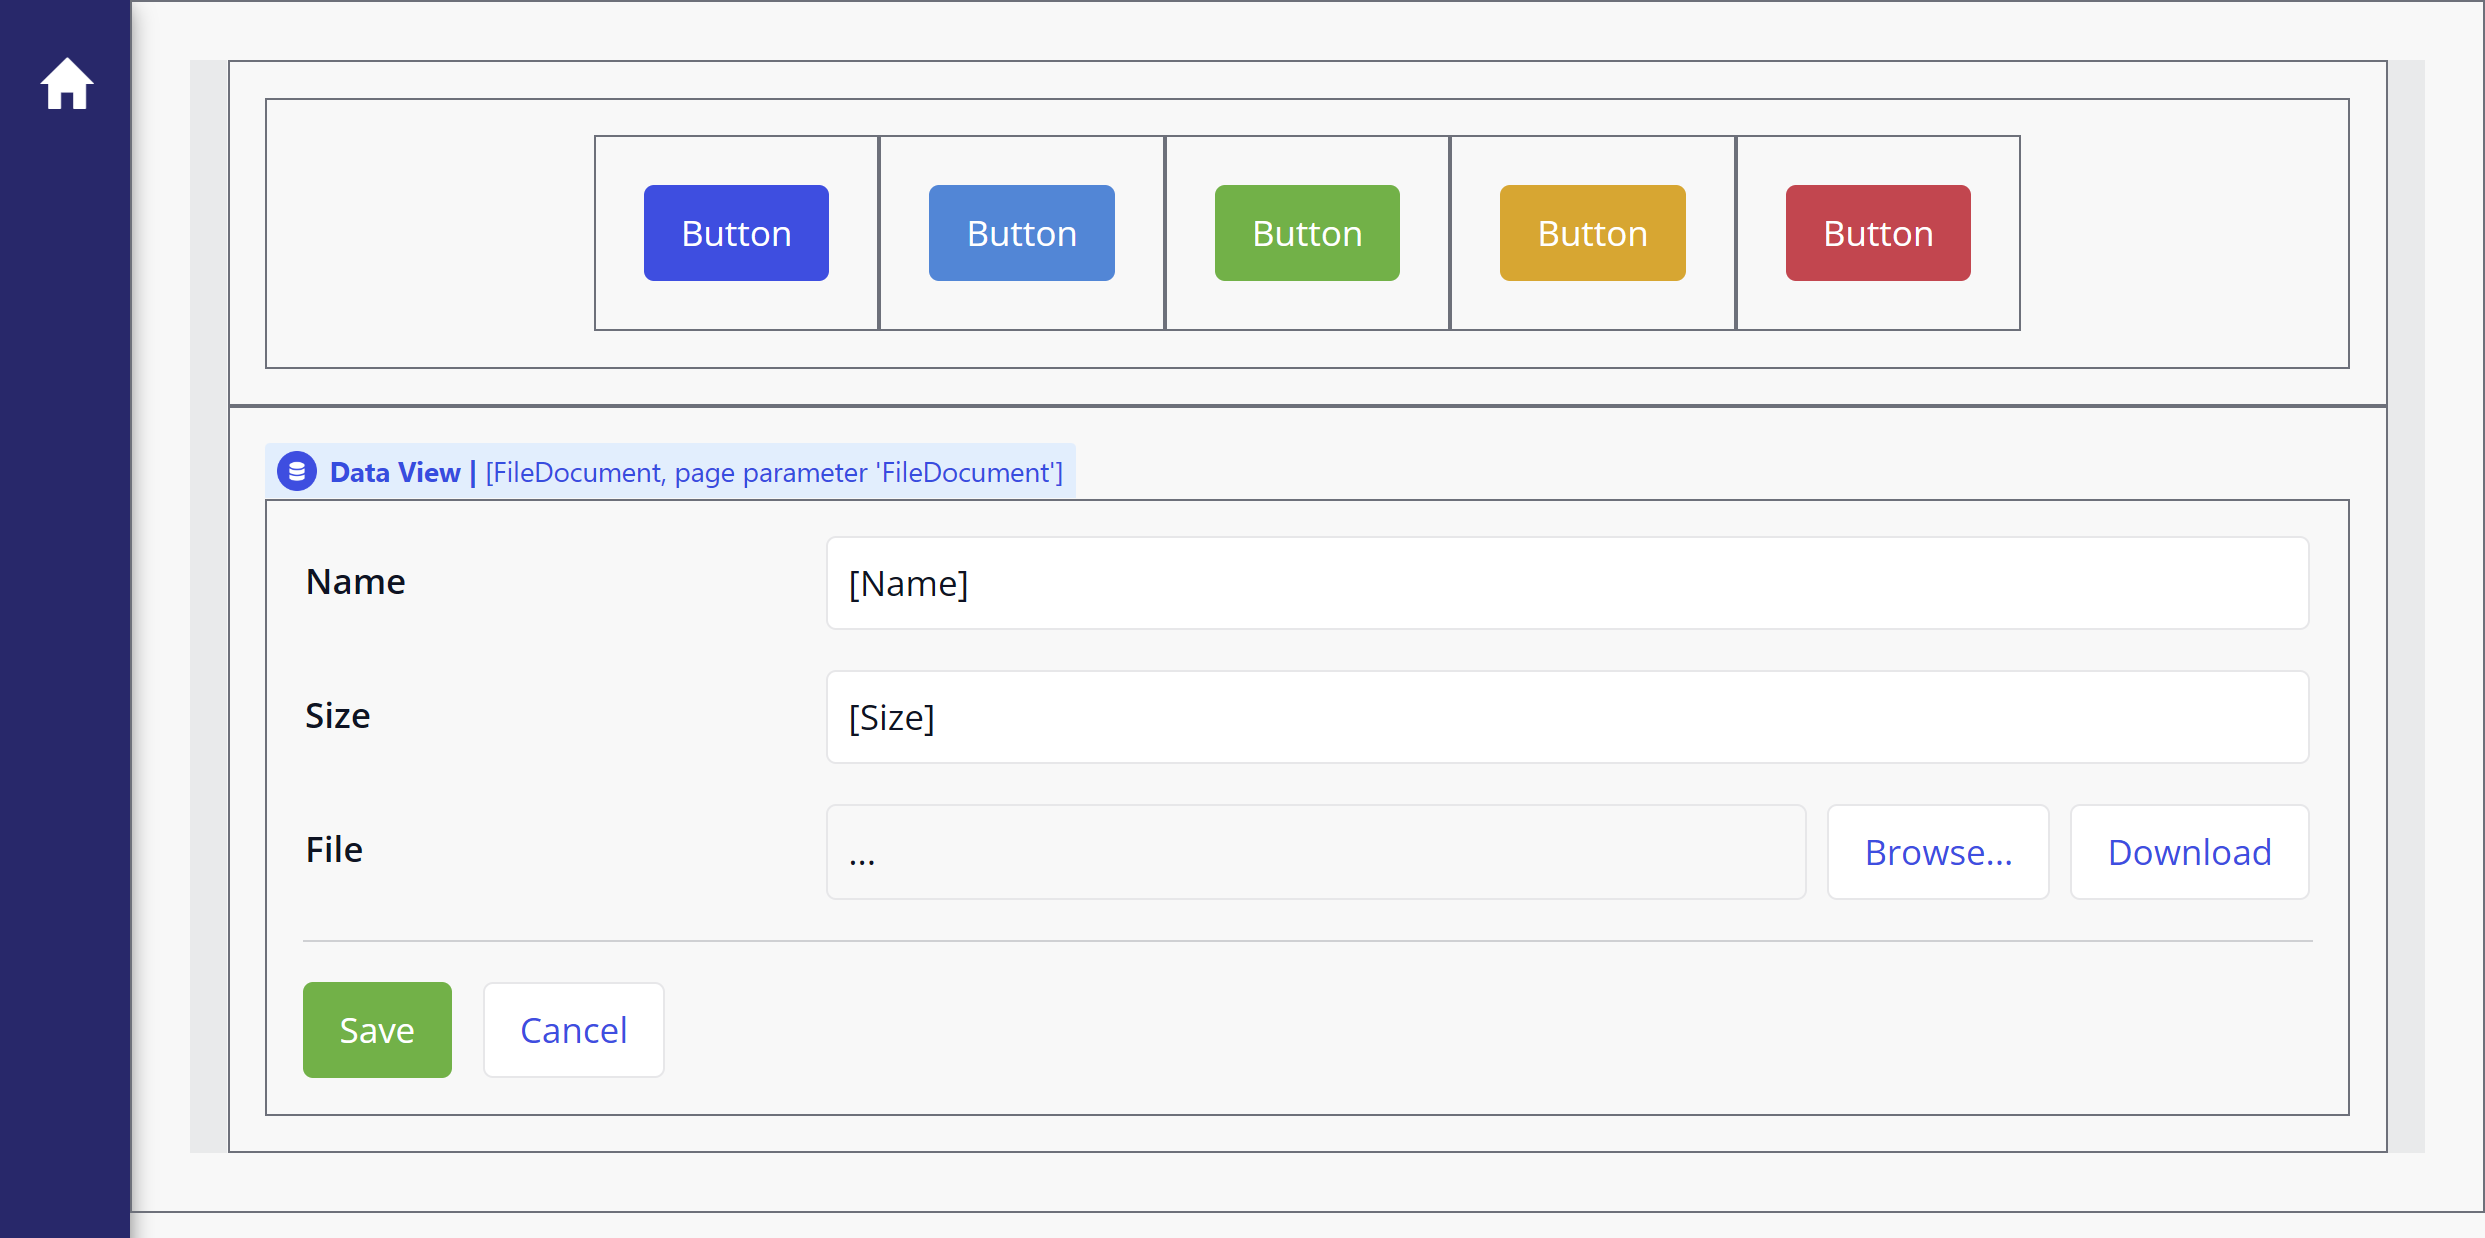 Button Button Button Button Button
Data View | [FileDocument, page parameter 'FileDocument']
Name [Name]
Size [Size]
File ... Browse... Download
Save Cancel